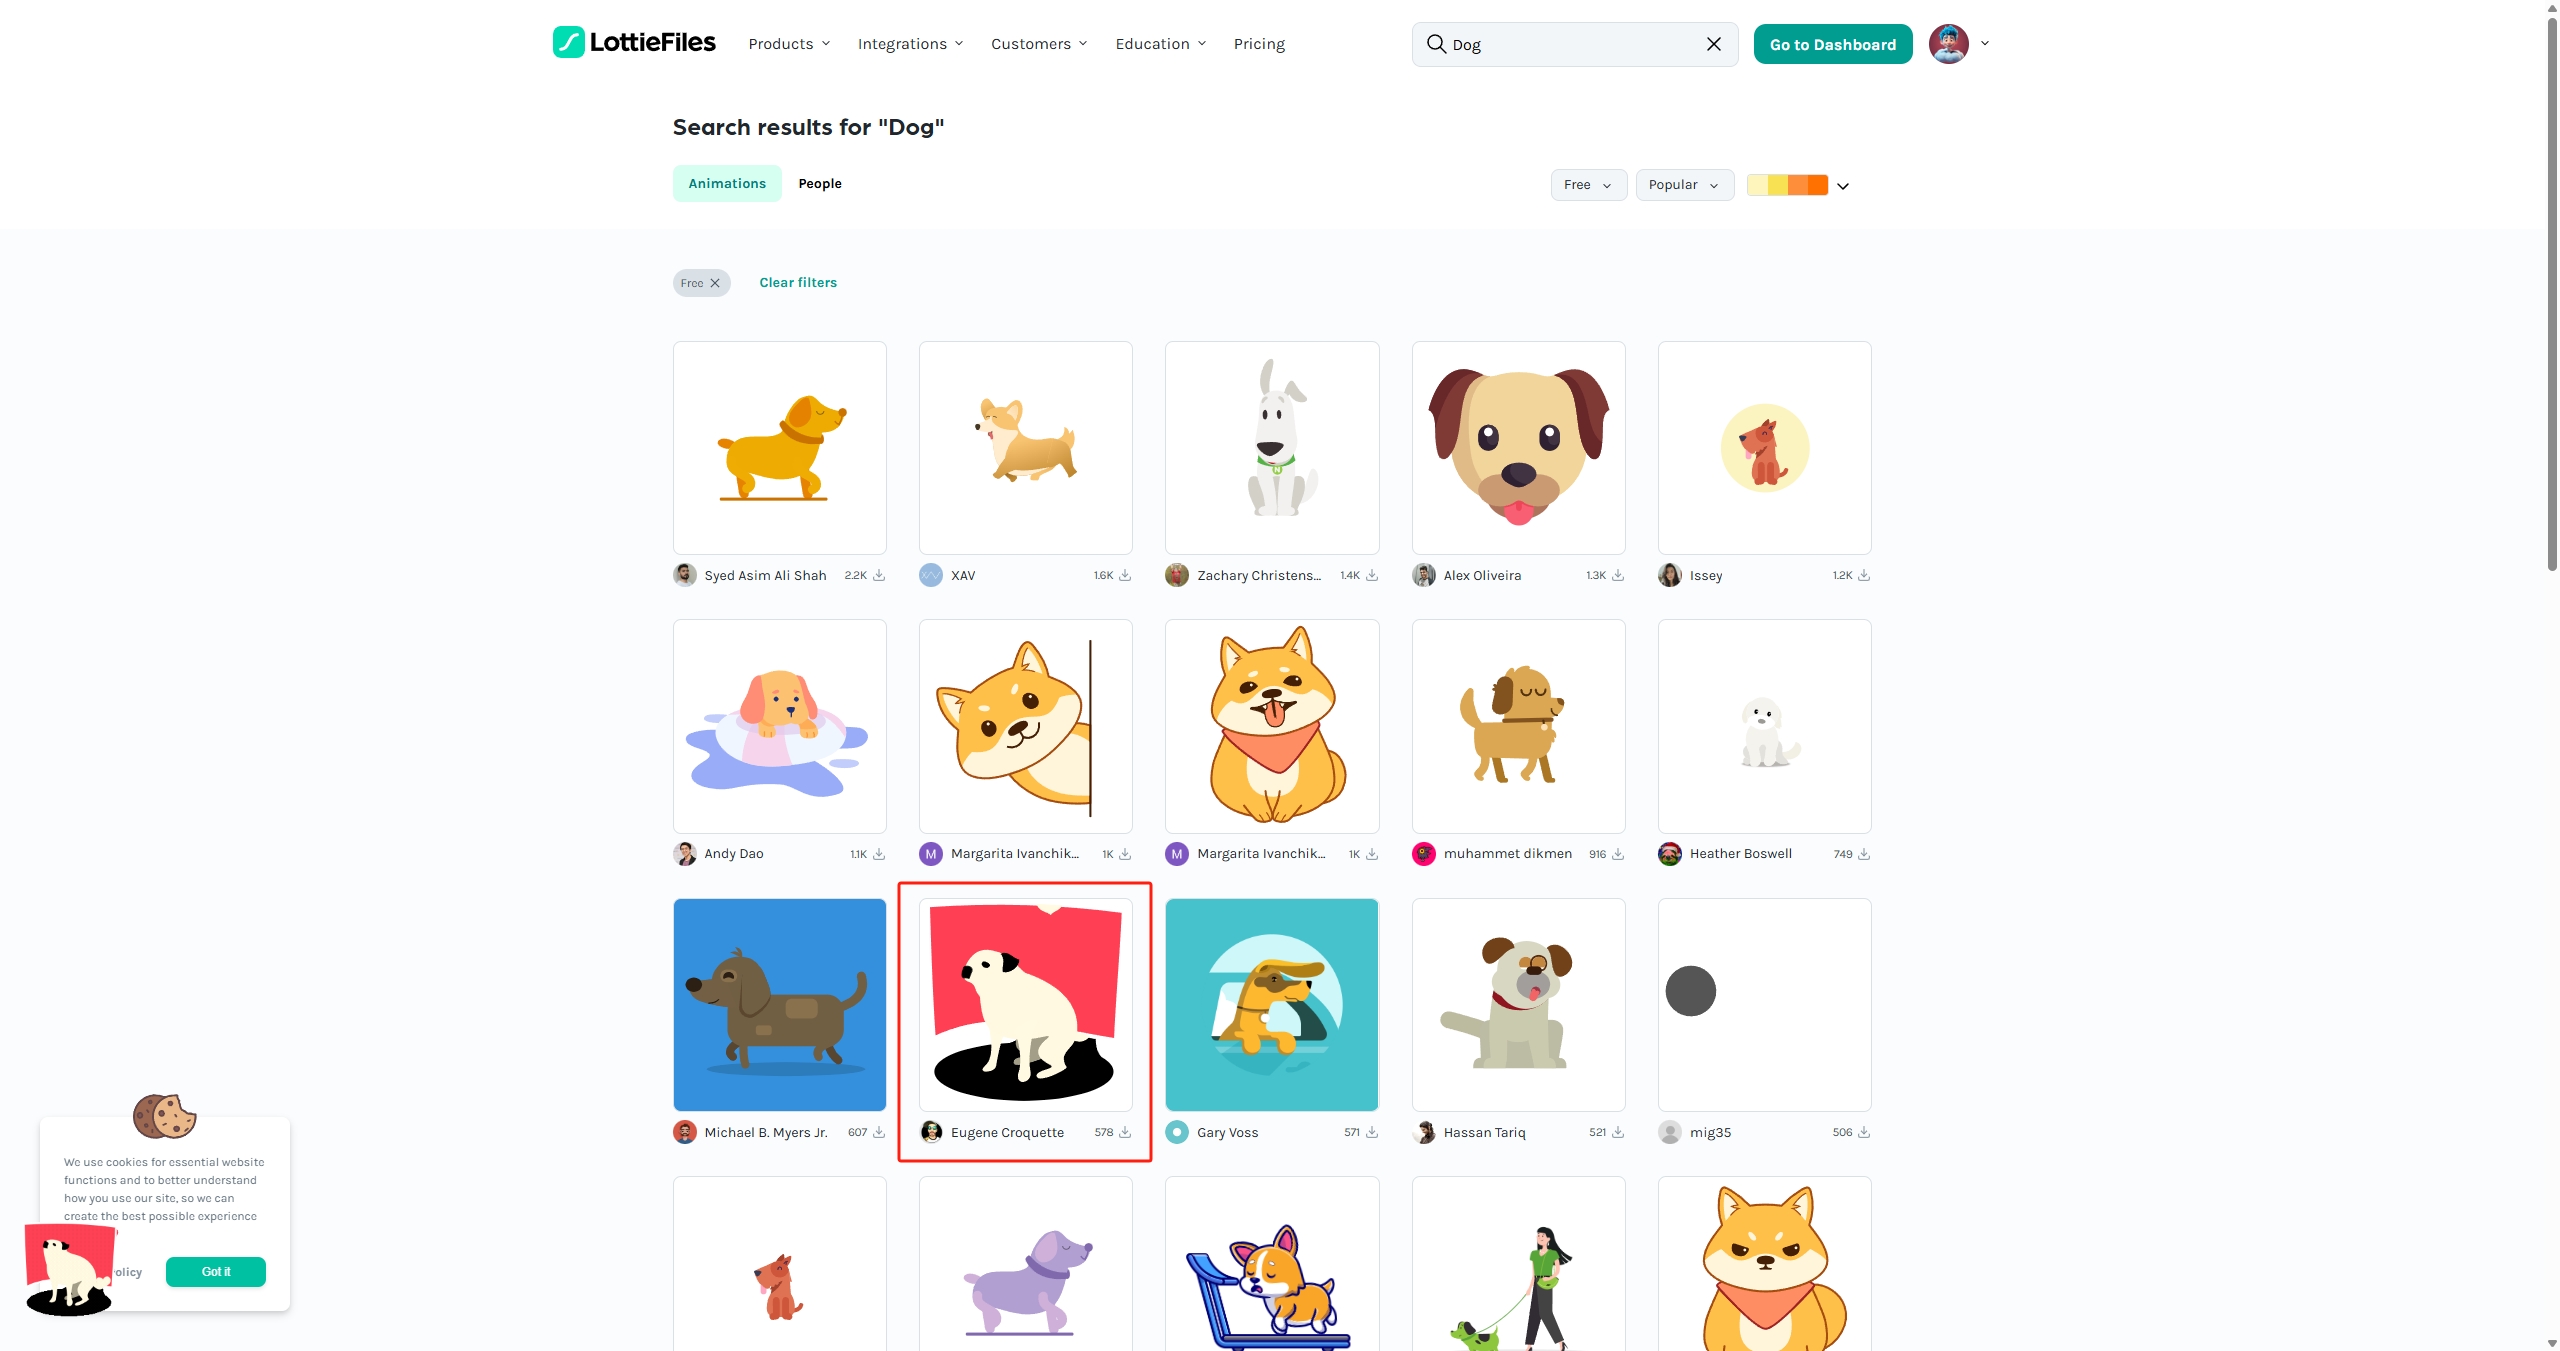 LottieFiles Products Integrations Customers Education Pricing Dog Go to Dashboard
Search results for "Dog"
Animations People Free Popular
Free Clear filters
Syed Asim Ali Shah 2.2K XAV 1.6K Zachary Christens... 1.4K Alex Oliveira 1.3K Issey 1.2K
Andy Dao 1.1K M Margarita Ivanchik... 1K M Margarita Ivanchik... 1K muhammet dikmen 916 Heather Boswell 749
Michael B. Myers Jr. 607 Eugene Croquette 578 Gary Voss 571 Hassan Tariq 521 mig35 506
We use cookies for essential website
functions and to better understand
how you use our site, so we can
create the best possible experience
olicy Got it